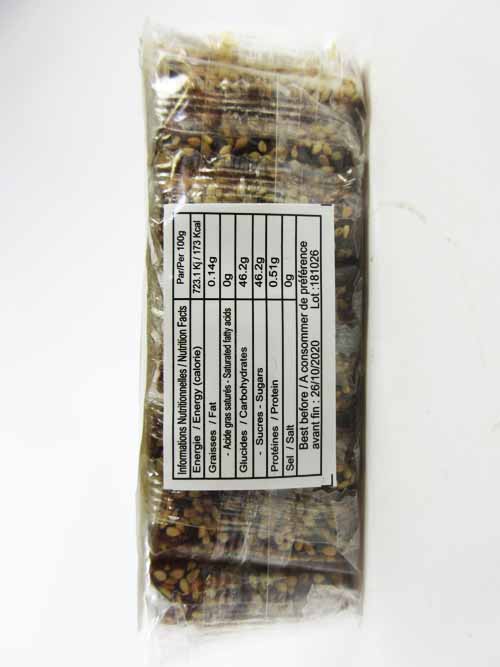 Informations Nutritionnelles / Nutrition Facts Par/Per 100g
Energie / Energy (calorie) 723.1 Kj / 173 Kcal
Graisses / Fat 0.14g
- Acide gras saturés - Saturated fatty acids 0g
Glucides / Carbohydrates 46.2g
- Sucres - Sugars 46.2g
Protéines / Protein 0.51g
Sel / Salt 0g
Best before / A consommer de préférence
avant fin : 26/10/2020 Lot :181026